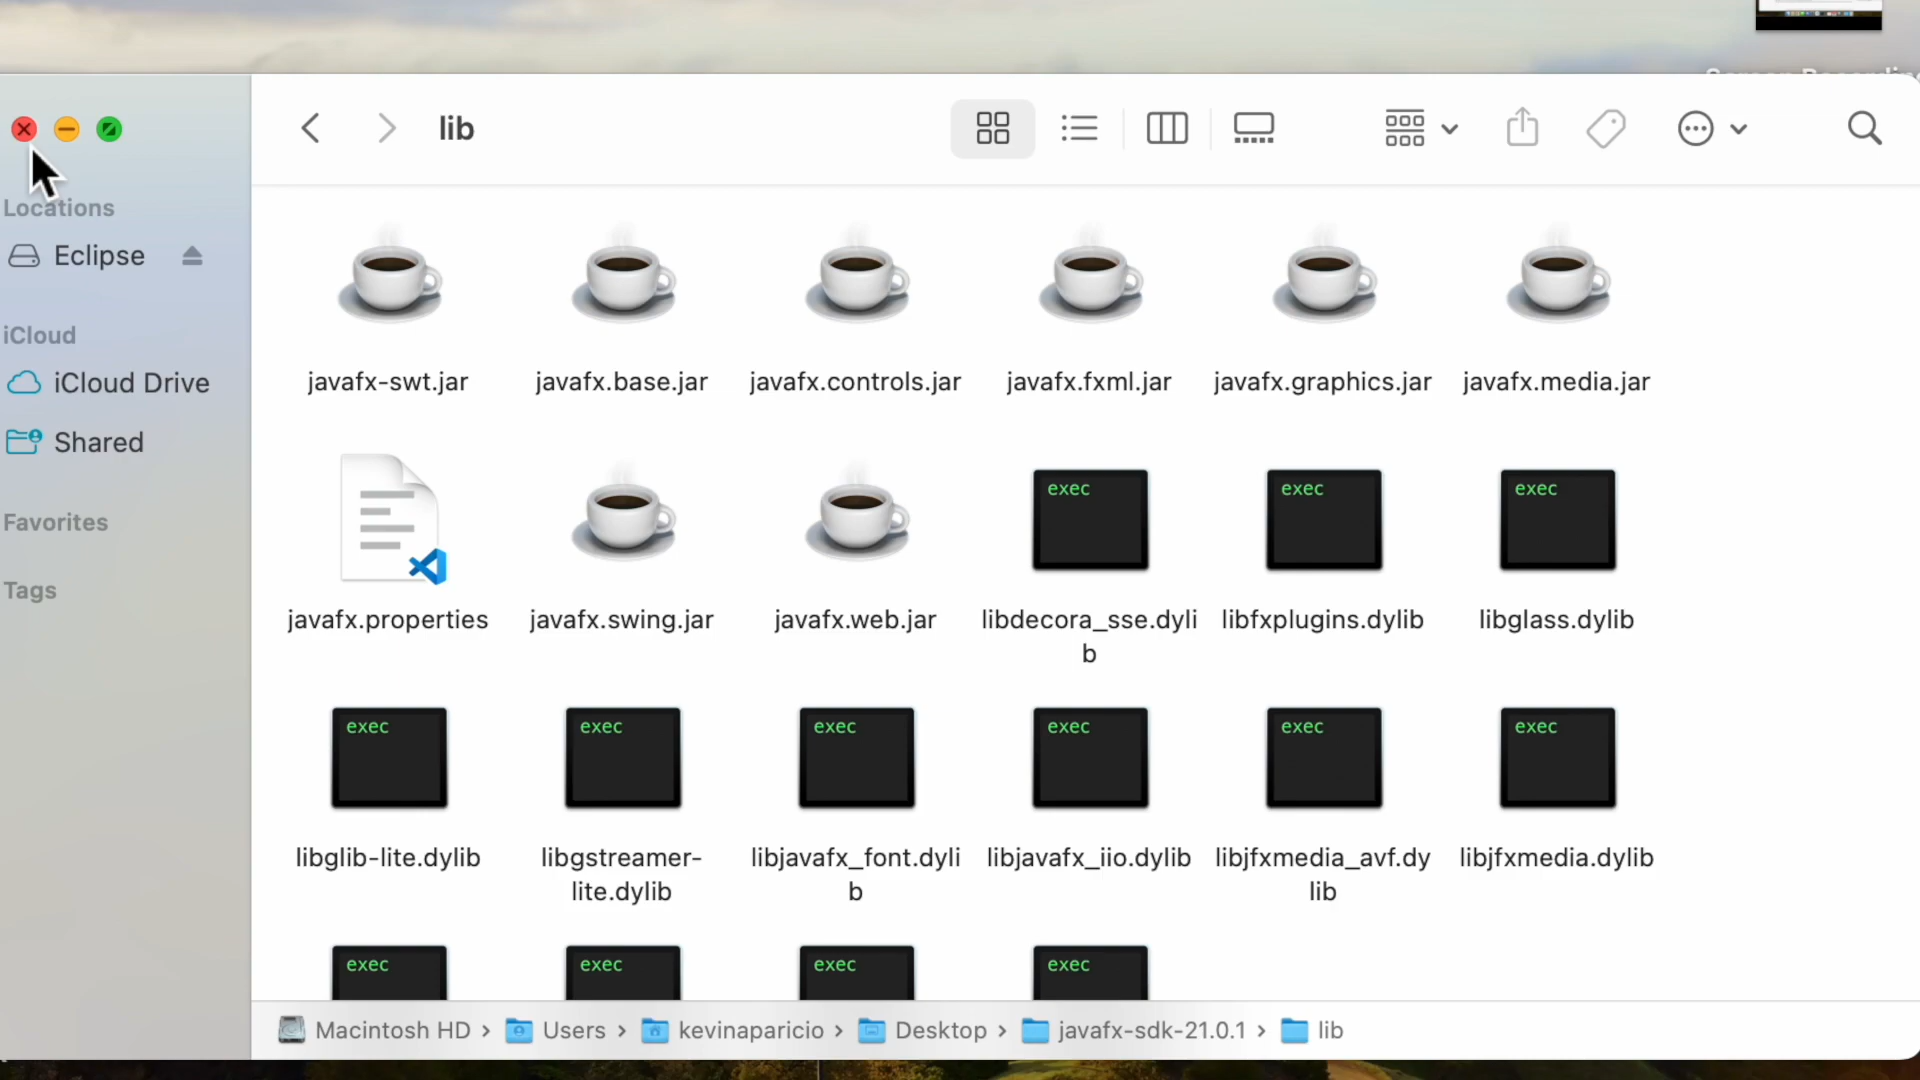 lib
Locations
Eclipse
iCloud
iCloud Drive
Shared
Favorites
Tags
javafx-swt.jar
javafx.base.jar
javafx.controls.jar
javafx.fxml.jar
javafx.graphics.jar
javafx.media.jar
exec
exec
exec
javafx.properties
javafx.swing.jar
javafx.web.jar
libdecora_sse.dyli
b
libfxplugins.dylib
libglass.dylib
exec
exec
exec
exec
exec
exec
libglib-lite.dylib
libgstreamer-
lite.dylib
libjavafx_font.dyli
b
libjavafx_iio.dylib
libjfxmedia_avf.dy
lib
libjfxmedia.dylib
exec
exec
exec
exec
Macintosh HD › Users › kevinaparicio › Desktop › javafx-sdk-21.0.1 › lib